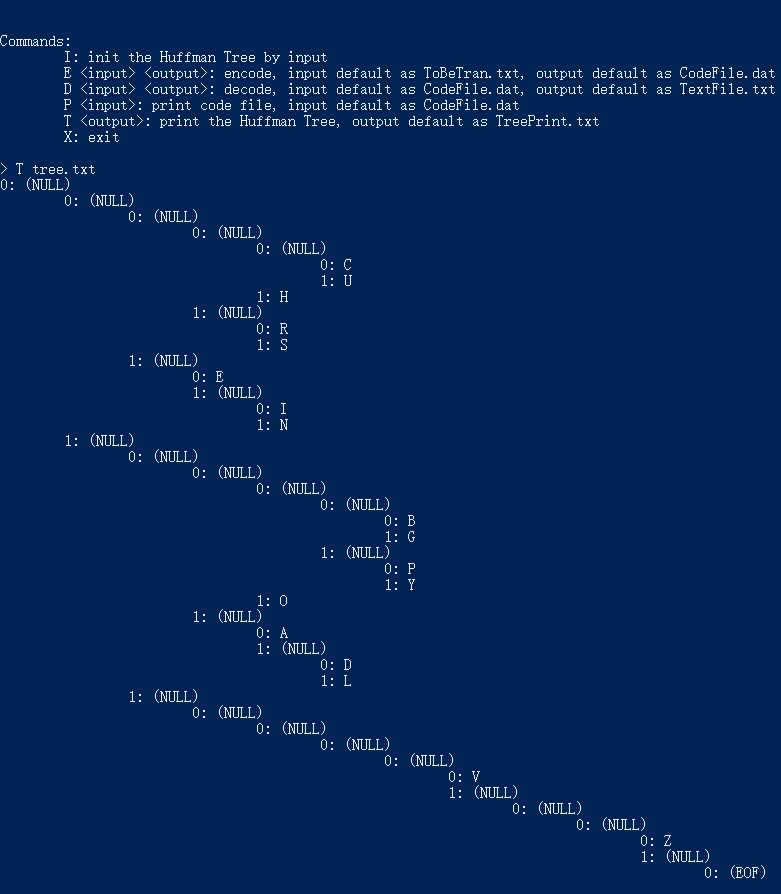 Commands:
I: init the Huffman Tree by input
E <input> <output>: encode, input default as ToBeTran.txt, output default as CodeFile.dat
D <input> <output>: decode, input default as CodeFile.dat, output default as TextFile.txt
P <input>: print code file, input default as CodeFile.dat
T <output>: print the Huffman Tree, output default as TreePrint.txt
X: exit
> T tree.txt
0: (NULL)
0: (NULL)
0: (NULL)
0: (NULL)
0: (NULL)
0: C
1: U
1: H
1: (NULL)
0: R
1: S
1: (NULL)
0: E
1: (NULL)
0: I
1: N
1: (NULL)
0: (NULL)
0: (NULL)
0: (NULL)
0: (NULL)
0: B
1: G
1: (NULL)
0: P
1: Y
1: O
1: (NULL)
0: A
1: (NULL)
0: D
1: L
1: (NULL)
0: (NULL)
0: (NULL)
0: (NULL)
0: (NULL)
0: V
1: (NULL)
0: (NULL)
0: (NULL)
0: Z
1: (NULL)
0: (EOF)